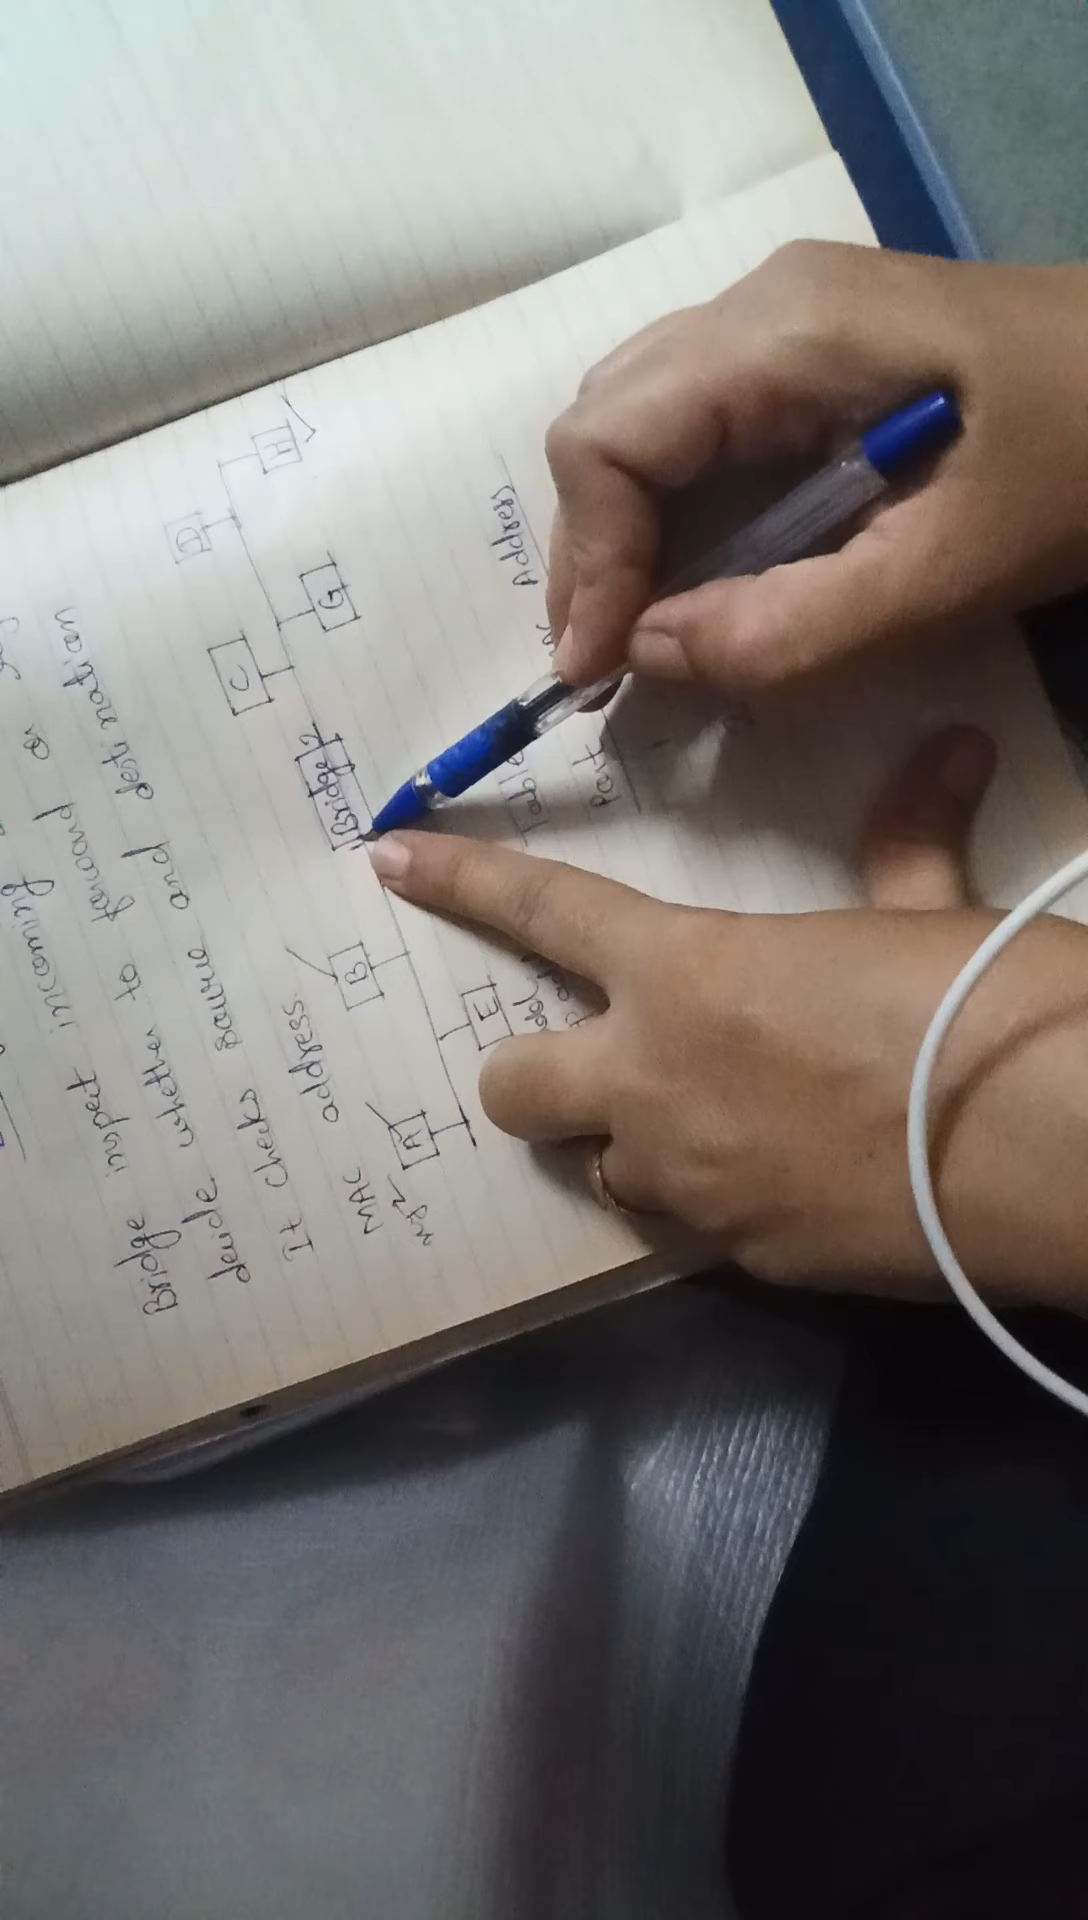 Bridge inspect incoming
decide whether to forward or
It checks source and destination
MAC address.
msz
A B Bridge 2 C D
E G H
Table
Port Address